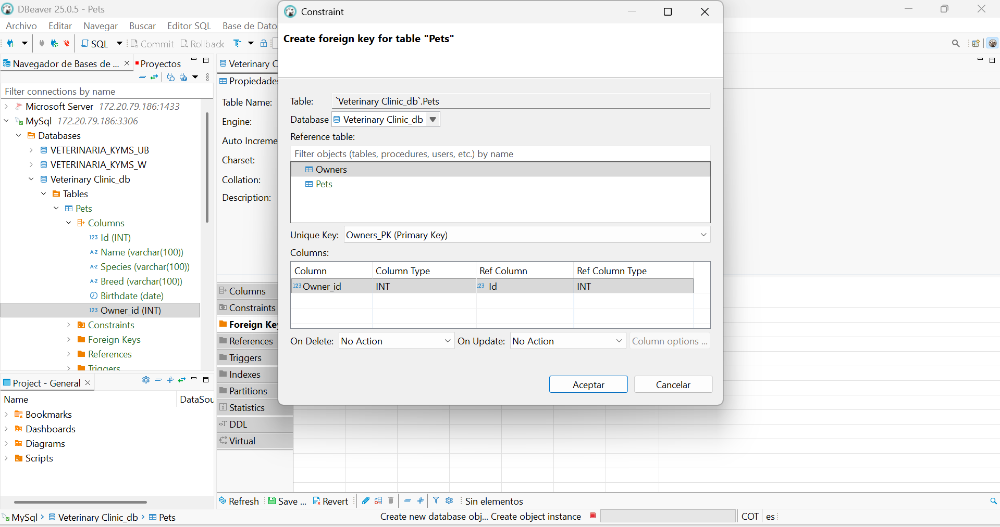 DBeaver 25.0.5 - Pets
Archivo Editar Navegar Buscar Editor SQL Base de Dato
SQL Commit Rollback
Navegador de Bases de ... Proyectos
Filter connections by name
Microsoft Server 172.20.79.186:1433
MySql 172.20.79.186:3306
Databases
VETERINARIA_KYMS_UB
VETERINARIA_KYMS_W
Veterinary Clinic_db
Tables
Pets
Columns
123 Id (INT)
A-Z Name (varchar(100))
A-Z Species (varchar(100))
A-Z Breed (varchar(100))
Birthdate (date)
123 Owner_id (INT)
Constraints
Foreign Keys
References
Triggers
Project - General
Name DataSou
Bookmarks
Dashboards
Diagrams
Scripts
Veterinary C
Propiedades
Table Name:
Engine:
Auto Increme
Charset:
Collation:
Description:
Columns
Constraints
Foreign Key
References
Triggers
Indexes
Partitions
Statistics
DDL
Virtual
Constraint
Create foreign key for table "Pets"
Table: `Veterinary Clinic_db`.Pets
Database Veterinary Clinic_db
Reference table:
Filter objects (tables, procedures, users, etc.) by name
Owners
Pets
Unique Key: Owners_PK (Primary Key)
Columns:
Column Column Type Ref Column Ref Column Type
123 Owner_id INT 123 Id INT
On Delete: No Action On Update: No Action Column options ...
Aceptar Cancelar
Refresh Save ... Revert Sin elementos
MySql Veterinary Clinic_db Pets Create new database obj... Create object instance COT es